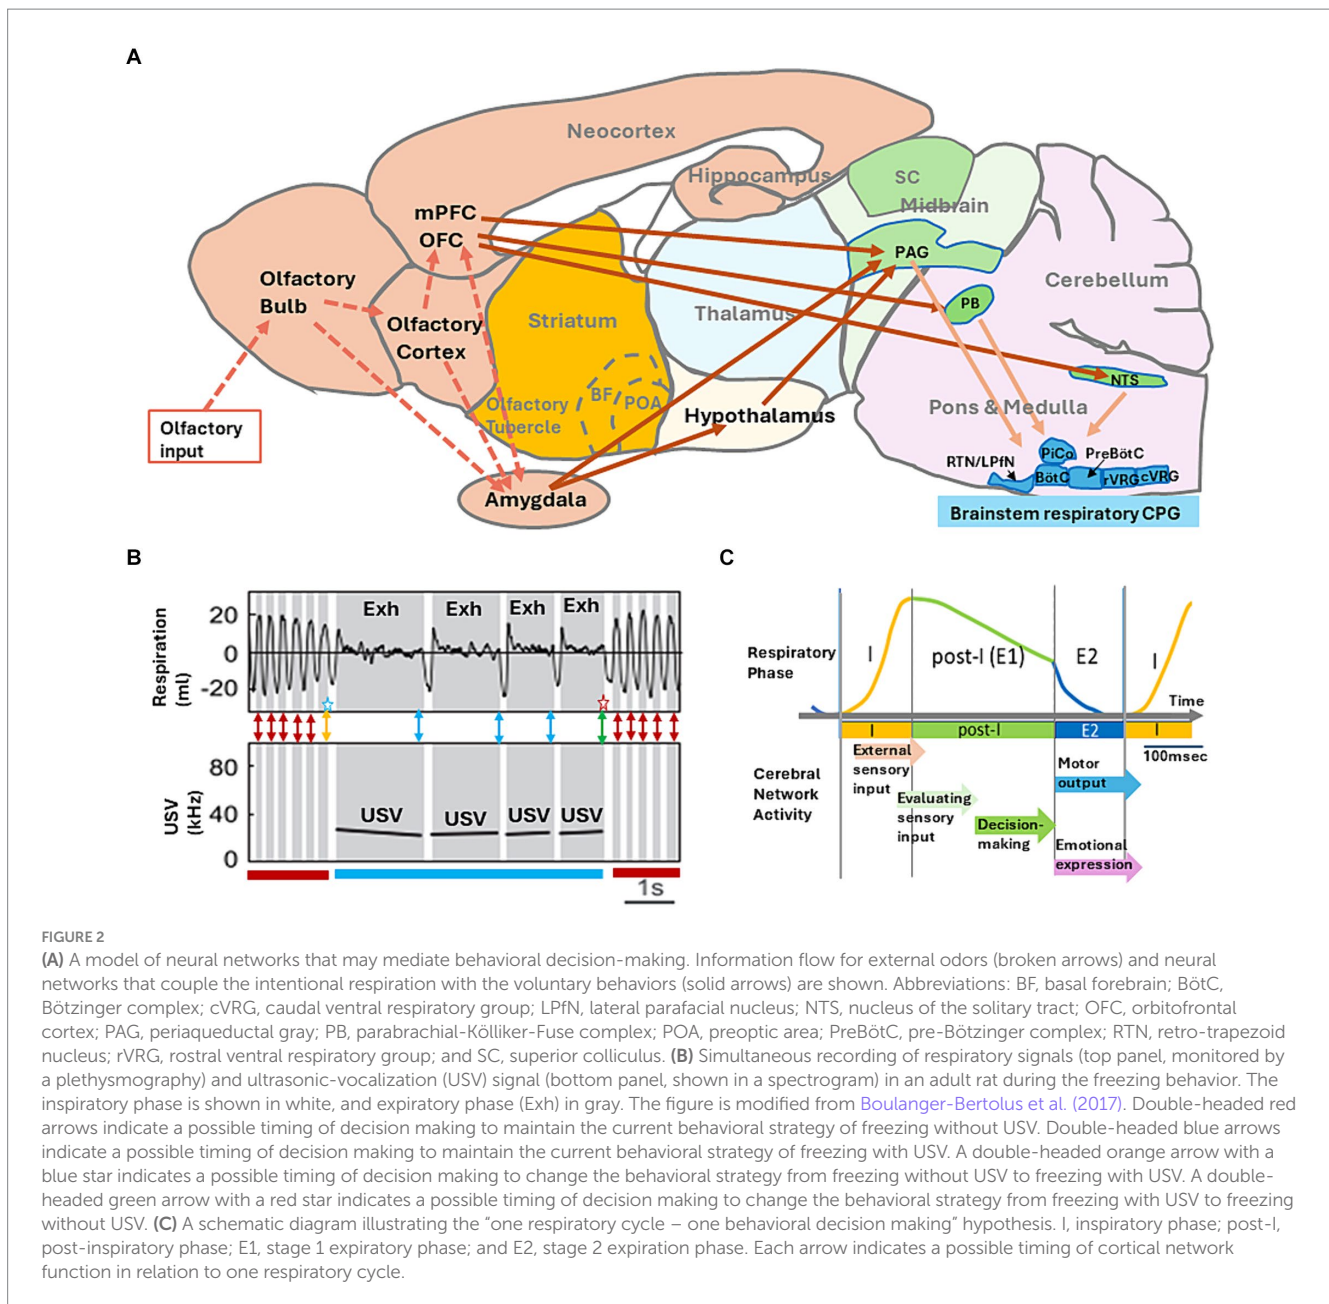 A
Neocortex
Hippocampus
SC
Midbrain
mPFC
OFC
PAG
Olfactory
Bulb
Cerebellum
PB
Olfactory
Cortex
Striatum
Thalamus
NTS
BF
POA
Olfactory
Tubercle
Hypothalamus
Pons & Medulla
Olfactory
input
RTN/LPfN
PiCo
PreBötC
BötC
rVRG
cVRG
Amygdala
Brainstem respiratory CPG
B
Respiration
(ml)
20
0
-20
Exh
Exh
Exh
Exh
USV
(kHz)
80
40
0
USV
USV
USV
USV
1s
C
Respiratory
Phase
I
post-I (E1)
E2
I
Time
I
post-I
E2
I
100msec
Cerebral
Network
Activity
External
sensory
input
Evaluating
sensory
input
Decision-
making
Motor
output
Emotional
expression
FIGURE 2
(A) A model of neural networks that may mediate behavioral decision-making. Information flow for external odors (broken arrows) and neural
networks that couple the intentional respiration with the voluntary behaviors (solid arrows) are shown. Abbreviations: BF, basal forebrain; BötC,
Bötzinger complex; cVRG, caudal ventral respiratory group; LPfN, lateral parafacial nucleus; NTS, nucleus of the solitary tract; OFC, orbitofrontal
cortex; PAG, periaqueductal gray; PB, parabrachial-Kölliker-Fuse complex; POA, preoptic area; PreBötC, pre-Bötzinger complex; RTN, retro-trapezoid
nucleus; rVRG, rostral ventral respiratory group; and SC, superior colliculus. (B) Simultaneous recording of respiratory signals (top panel, monitored by
a plethysmography) and ultrasonic-vocalization (USV) signal (bottom panel, shown in a spectrogram) in an adult rat during the freezing behavior. The
inspiratory phase is shown in white, and expiratory phase (Exh) in gray. The figure is modified from Boulanger-Bertolus et al. (2017). Double-headed red
arrows indicate a possible timing of decision making to maintain the current behavioral strategy of freezing without USV. Double-headed blue arrows
indicate a possible timing of decision making to maintain the current behavioral strategy of freezing with USV. A double-headed orange arrow with a
blue star indicates a possible timing of decision making to change the behavioral strategy from freezing without USV to freezing with USV. A double-
headed green arrow with a red star indicates a possible timing of decision making to change the behavioral strategy from freezing with USV to freezing
without USV. (C) A schematic diagram illustrating the "one respiratory cycle – one behavioral decision making" hypothesis. I, inspiratory phase; post-I,
post-inspiratory phase; E1, stage 1 expiratory phase; and E2, stage 2 expiration phase. Each arrow indicates a possible timing of cortical network
function in relation to one respiratory cycle.